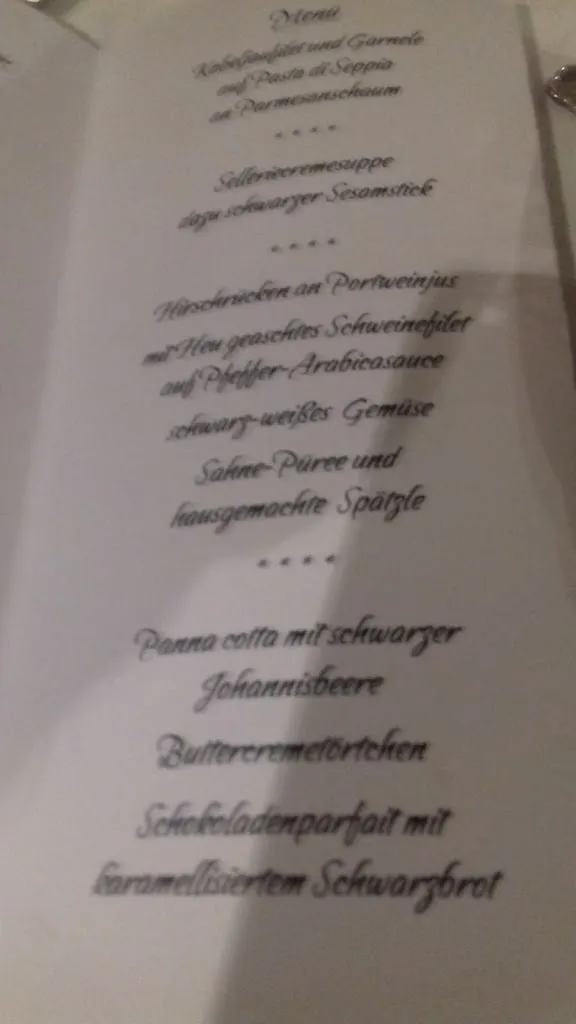 Menü
Kabeljaufilet und Garnele
auf Pasta di Seppia
an Parmesanschaum
* * * *
Selleriecremesuppe
dazu schwarzer Sesamstick
* * * *
Hirschrücken an Portweinjus
mit Heu geaschtes Schweinefilet
auf Pfeffer-Arabicasauce
schwarz-weißes Gemüse
Sahne-Püree und
hausgemachte Spätzle
* * * *
Panna cotta mit schwarzer
Johannisbeere
Buttercremetörtchen
Schokoladenparfait mit
karamellisiertem Schwarzbrot